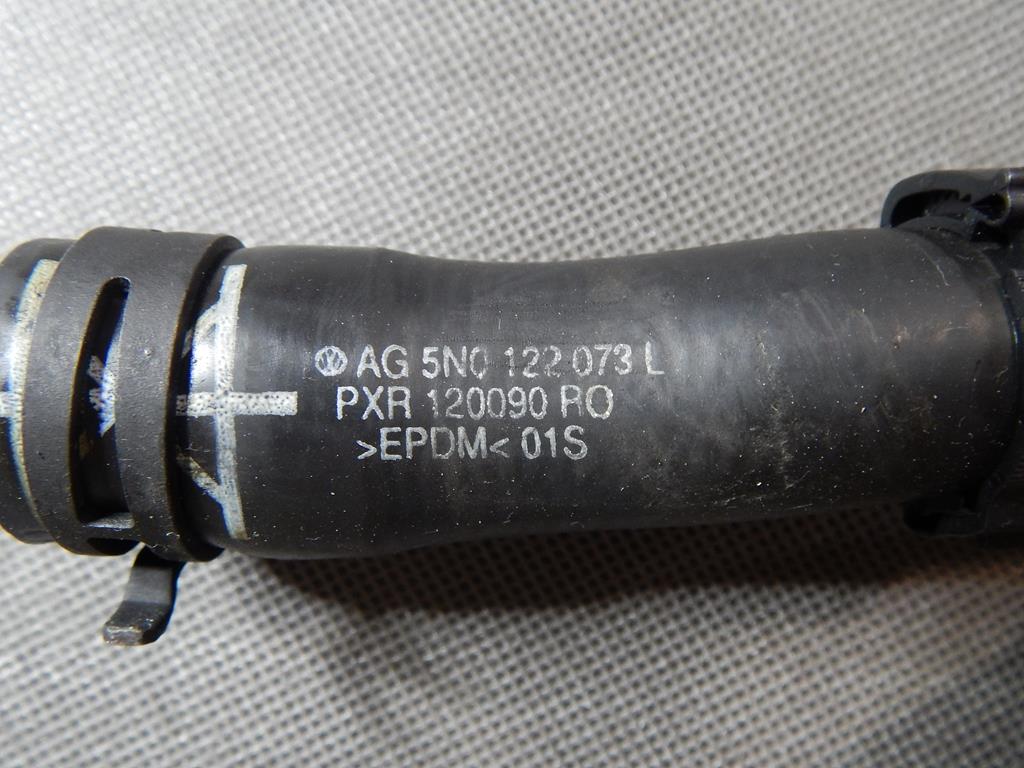 AG 5N0 122 073 L
PXR 120090 RO
>EPDM< 01S